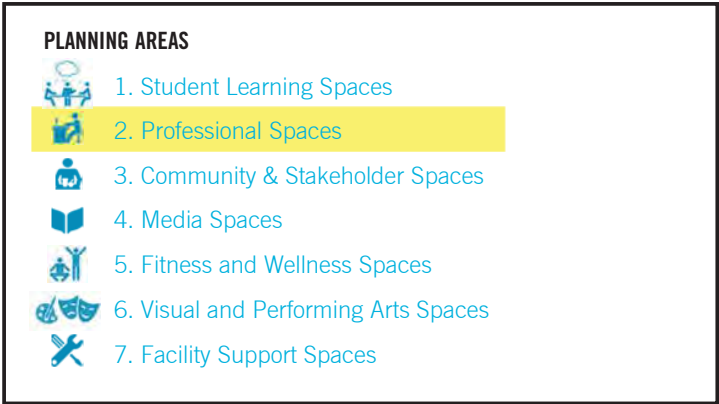 PLANNING AREAS
1. Student Learning Spaces
2. Professional Spaces
3. Community & Stakeholder Spaces
4. Media Spaces
5. Fitness and Wellness Spaces
6. Visual and Performing Arts Spaces
7. Facility Support Spaces